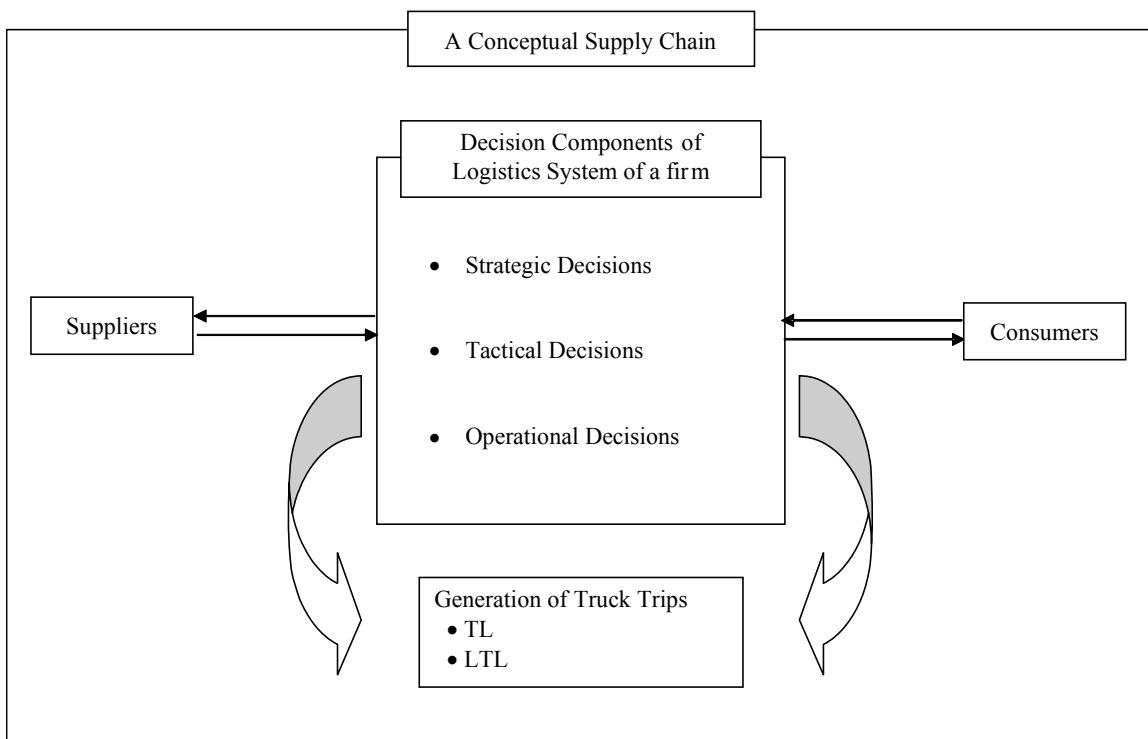 A Conceptual Supply Chain
Decision Components of
Logistics System of a firm
• Strategic Decisions
Suppliers
Consumers
• Tactical Decisions
• Operational Decisions
Generation of Truck Trips
• TL
• LTL